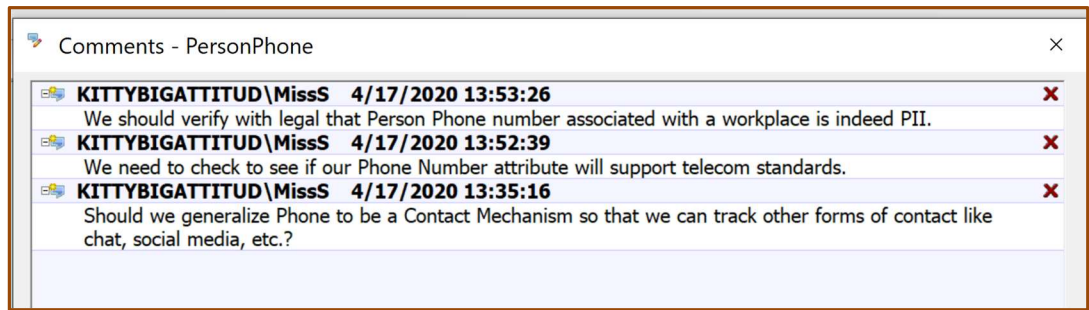 Comments - PersonPhone
KITTYBIGATTITUD\MissS 4/17/2020 13:53:26
We should verify with legal that Person Phone number associated with a workplace is indeed PII.
KITTYBIGATTITUD\MissS 4/17/2020 13:52:39
We need to check to see if our Phone Number attribute will support telecom standards.
KITTYBIGATTITUD\MissS 4/17/2020 13:35:16
Should we generalize Phone to be a Contact Mechanism so that we can track other forms of contact like
chat, social media, etc.?